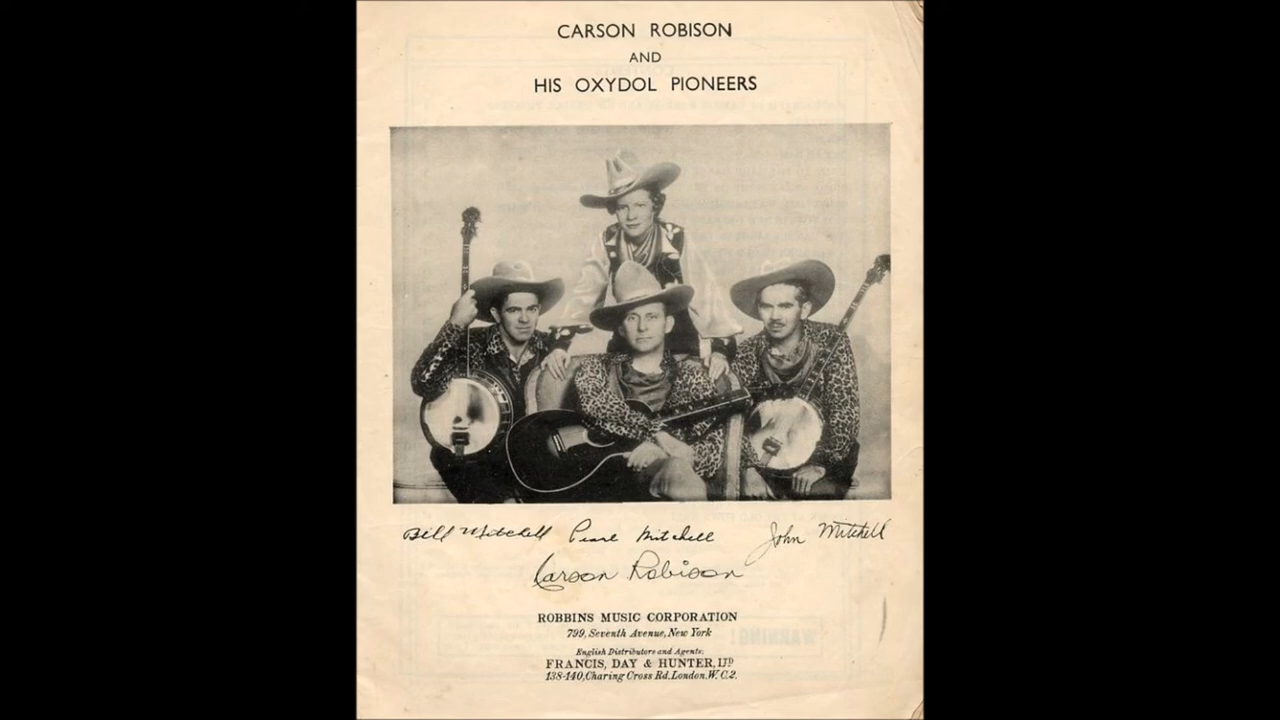 CARSON ROBISON
AND
HIS OXYDOL PIONEERS
Bill Mitchell Pearl Mitchell John Mitchell
Carson Robison
ROBBINS MUSIC CORPORATION
799, Seventh Avenue, New York
English Distributors and Agents:
FRANCIS, DAY & HUNTER, LTD
138-140, Charing Cross Rd. London. W.C.2.
WARNING!